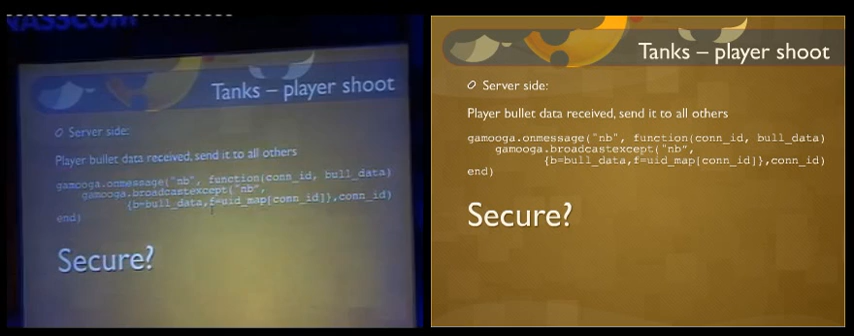 NASSCOM
Tanks – player shoot
Server side:
Player bullet data received, send it to all others
gamooga.onmessage("nb", function(conn_id, bull_data)
gamooga.broadcastexcept("nb",
{b=bull_data,f=uid_map[conn_id]},conn_id)
end)
Secure?
Tanks – player shoot
Server side:
Player bullet data received, send it to all others
gamooga.onmessage("nb", function(conn_id, bull_data)
gamooga.broadcastexcept("nb",
{b=bull_data,f=uid_map[conn_id]},conn_id)
end)
Secure?